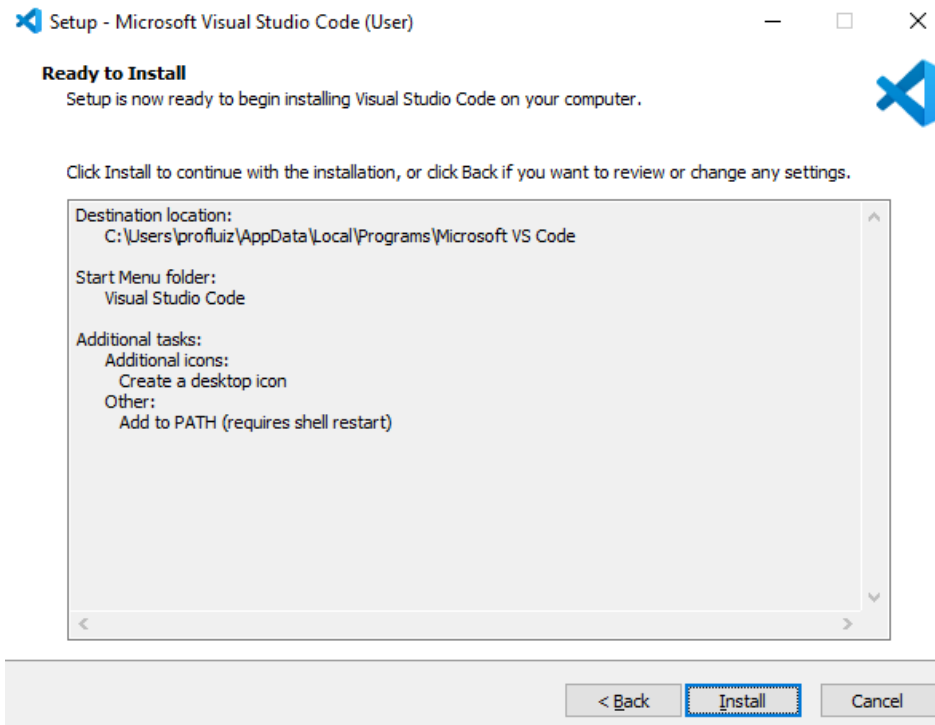 Setup - Microsoft Visual Studio Code (User)
Ready to Install
Setup is now ready to begin installing Visual Studio Code on your computer.
Click Install to continue with the installation, or click Back if you want to review or change any settings.
Destination location:
C:\Users\profluiz\AppData\Local\Programs\Microsoft VS Code
Start Menu folder:
Visual Studio Code
Additional tasks:
Additional icons:
Create a desktop icon
Other:
Add to PATH (requires shell restart)
< Back Install Cancel